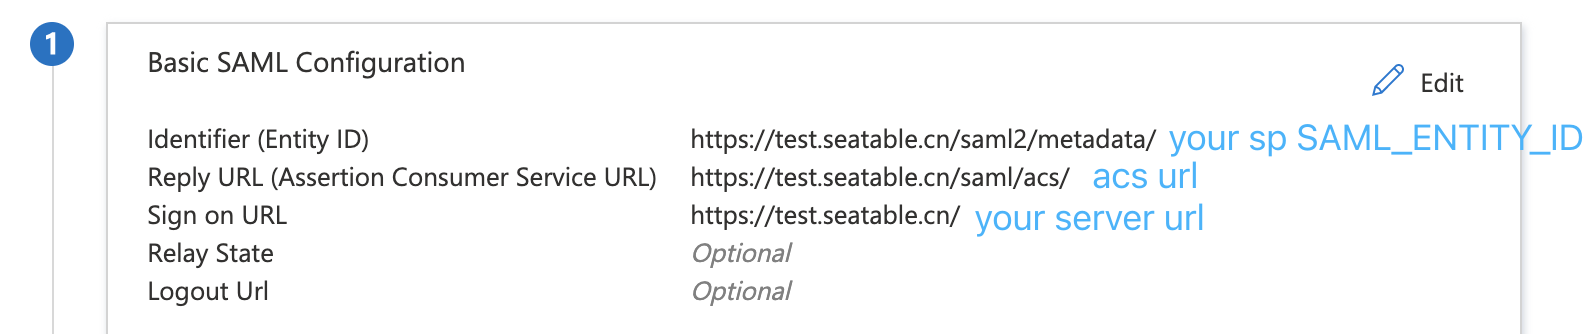 1
Basic SAML Configuration
Edit
Identifier (Entity ID) https://test.seatable.cn/saml2/metadata/ your sp SAML_ENTITY_ID
Reply URL (Assertion Consumer Service URL) https://test.seatable.cn/saml/acs/ acs url
Sign on URL https://test.seatable.cn/ your server url
Relay State Optional
Logout Url Optional